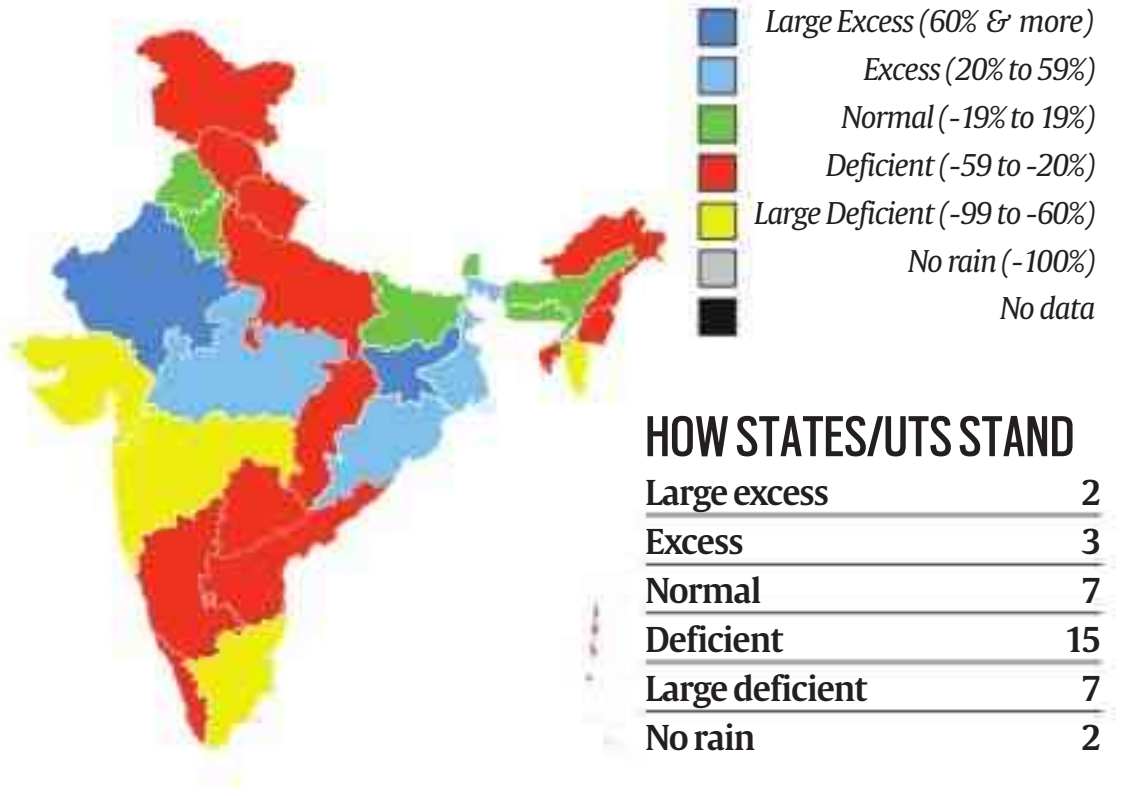 Large Excess (60% & more)
Excess (20% to 59%)
Normal (-19% to 19%)
Deficient (-59 to -20%)
Large Deficient (-99 to -60%)
No rain (-100%)
No data
HOW STATES/UTS STAND
Large excess 2
Excess 3
Normal 7
Deficient 15
Large deficient 7
No rain 2